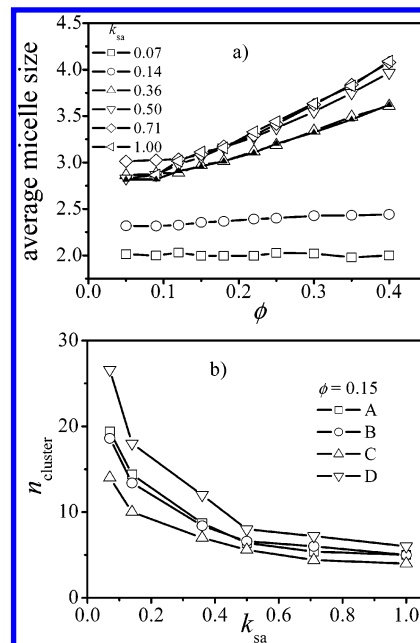 a)
k_sa
0.07
0.14
0.36
0.50
0.71
1.00
average micelle size
4.5
4.0
3.5
3.0
2.5
2.0
0.0 0.1 0.2 0.3 0.4
ϕ
b)
ϕ = 0.15
A
B
C
D
n_cluster
30
20
10
0
0.0 0.2 0.4 0.6 0.8 1.0
k_sa